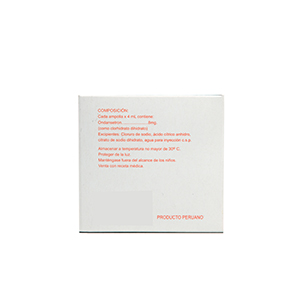 COMPOSICIÓN:
Cada ampolla x 4 mL contiene:
Ondansetron..............8mg.
(como clorhidrato dihidrato)
Excipientes: Cloruro de sodio, ácido cítrico anhidro,
citrato de sodio dihidrato, agua para inyección c.s.p.
Almacenar a temperatura no mayor de 30° C.
Proteger de la luz.
Manténgase fuera del alcance de los niños
Venta con receta médica.
PRODUCTO PERUANO